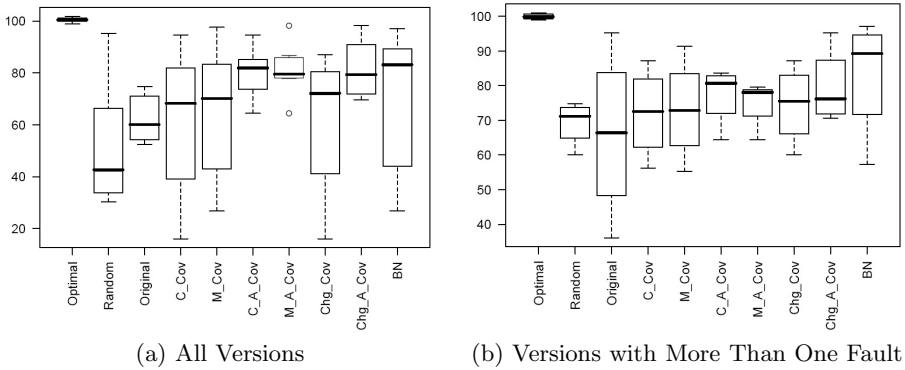 100
80
60
40
20
Optimal
Random
Original
C_Cov
M_Cov
C_A_Cov
M_A_Cov
Chg_Cov
Chg_A_Cov
BN
(a) All Versions
100
90
80
70
60
50
40
Optimal
Random
Original
C_Cov
M_Cov
C_A_Cov
M_A_Cov
Chg_Cov
Chg_A_Cov
BN
(b) Versions with More Than One Fault